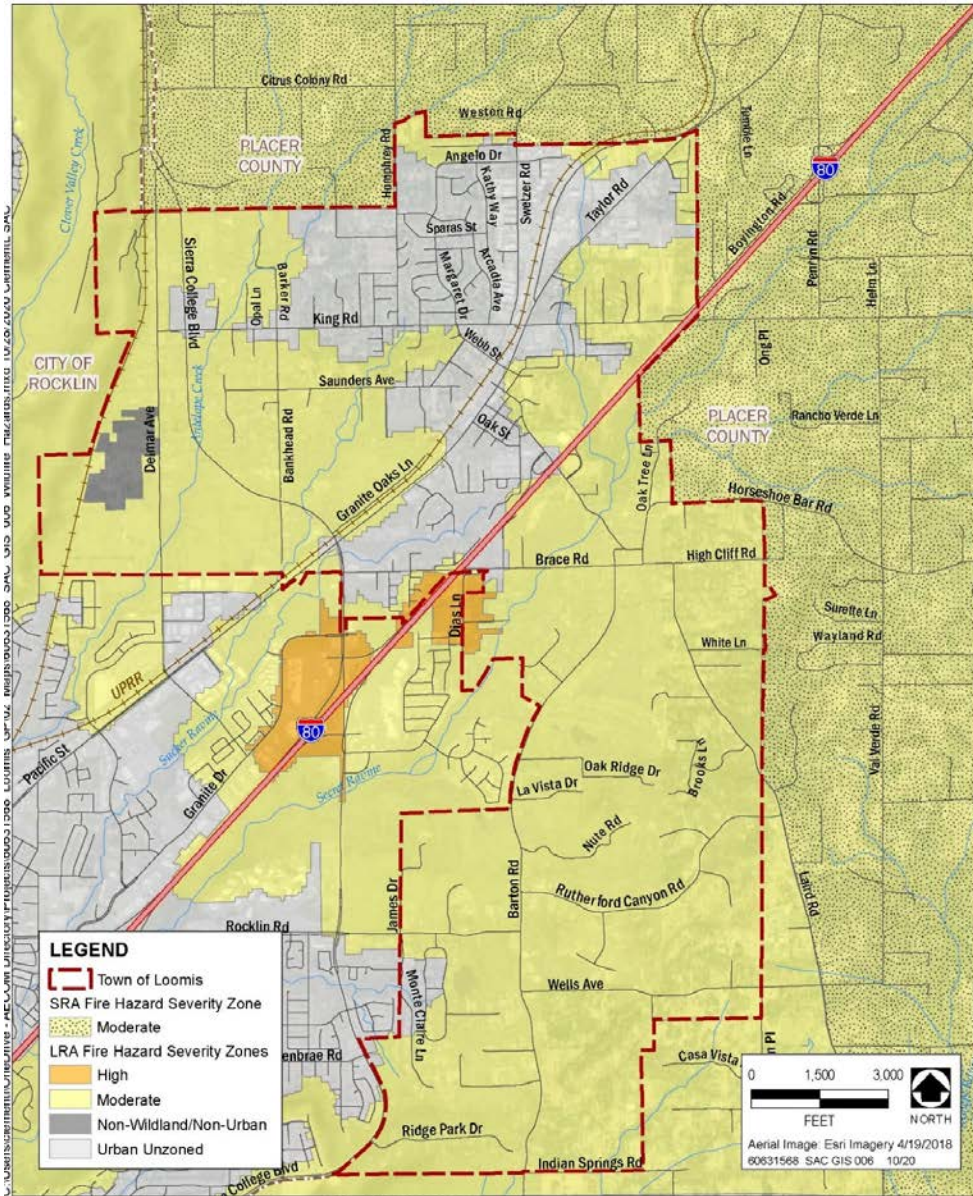 Citrus Colony Rd
Weston Rd
Clover Valley Creek
PLACER
COUNTY
Humphrey Rd
Angelo Dr
Kathy Way
Swetzer Rd
Taylor Rd
80
Boyington Rd
Penryn Rd
Helm Ln
Sierra College Blvd
Sparas St
Margaret Dr
Arcadia Ave
Barker Rd
Opal Ln
King Rd
Webb St
Ong Pl
CITY OF
ROCKLIN
Saunders Ave
PLACER
COUNTY
Rancho Verde Ln
Delmar Ave
Antelope Creek
Bankhead Rd
Oak St
Oak Tree Ln
Granite Oaks Ln
Horseshoe Bar Rd
Brace Rd
High Cliff Rd
Dias Ln
Surette Ln
Wayland Rd
White Ln
UPRR
80
Pacific St
Sucker Ravine
Granite Dr
Secret Ravine
Val Verde Rd
Oak Ridge Dr
Brooks Ln
La Vista Dr
Nute Rd
James Dr
Barton Rd
Rutherford Canyon Rd
Laird Rd
Rocklin Rd
Monte Claire Ln
Wells Ave
enbrae Rd
Casa Vista
n Pl
Ridge Park Dr
Indian Springs Rd
College Blvd
LEGEND
Town of Loomis
SRA Fire Hazard Severity Zone
Moderate
LRA Fire Hazard Severity Zones
High
Moderate
Non-Wildland/Non-Urban
Urban Unzoned
0 1,500 3,000
FEET
NORTH
Aerial Image: Esri Imagery 4/19/2018
60631568 SAC GIS 006 10/20